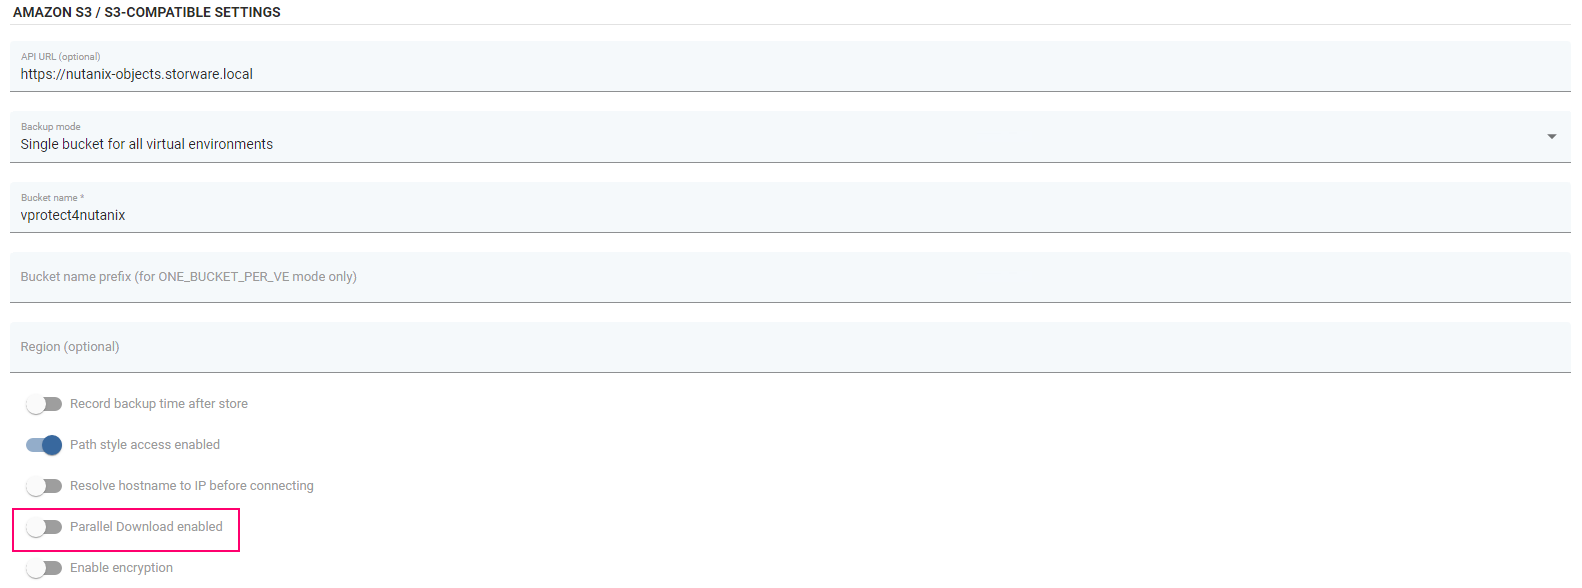 AMAZON S3 / S3-COMPATIBLE SETTINGS
API URL (optional)
https://nutanix-objects.storware.local
Backup mode
Single bucket for all virtual environments
Bucket name *
vprotect4nutanix
Bucket name prefix (for ONE_BUCKET_PER_VE mode only)
Region (optional)
Record backup time after store
Path style access enabled
Resolve hostname to IP before connecting
Parallel Download enabled
Enable encryption